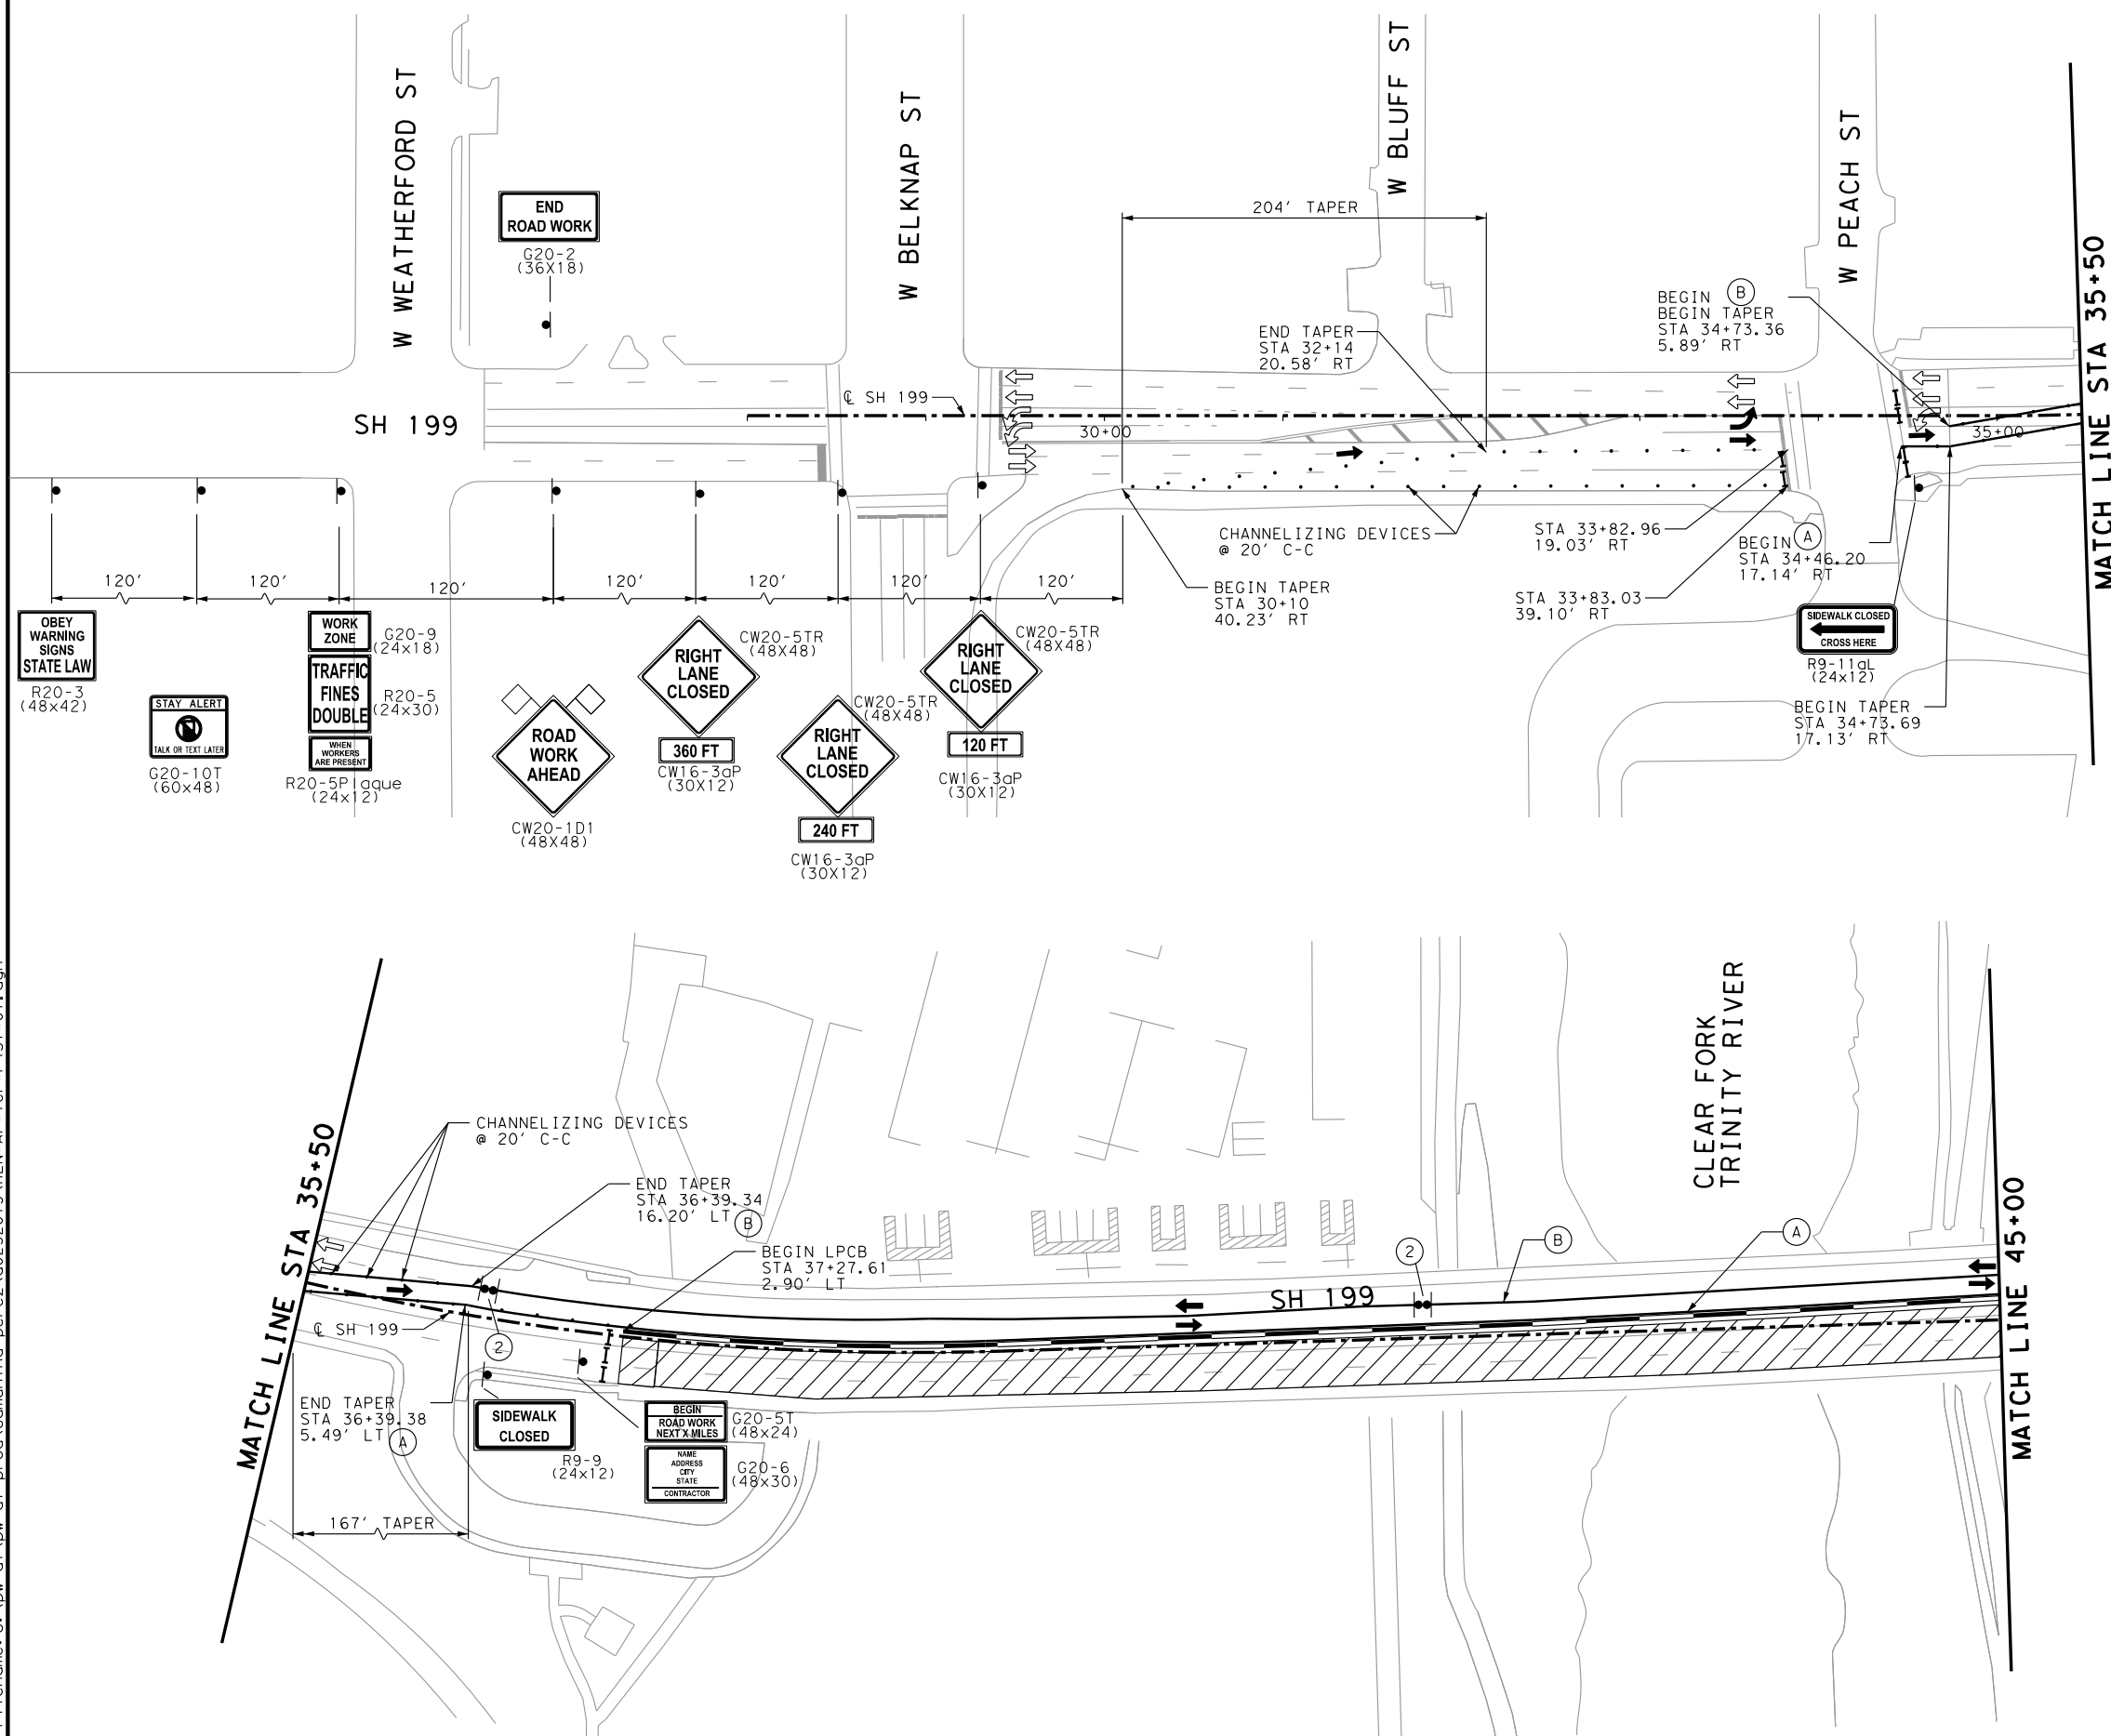 W WEATHERFORD ST
W BELKNAP ST
W BLUFF ST
W PEACH ST
MATCH LINE STA 35+50
END
ROAD WORK
G20-2
(36X18)
204' TAPER
BEGIN B
BEGIN TAPER
STA 34+73.36
5.89' RT
END TAPER
STA 32+14
20.58' RT
SH 199
℄ SH 199
30+00
35+00
CHANNELIZING DEVICES
@ 20' C-C
STA 33+82.96
19.03' RT
BEGIN A
STA 34+46.20
17.14' RT
BEGIN TAPER
STA 30+10
40.23' RT
STA 33+83.03
39.10' RT
120'
120'
120'
120'
120'
120'
120'
OBEY
WARNING
SIGNS
STATE LAW
R20-3
(48x42)
STAY ALERT
TALK OR TEXT LATER
G20-10T
(60x48)
WORK
ZONE
G20-9
(24x18)
TRAFFIC
FINES
DOUBLE
R20-5
(24x30)
WHEN
WORKERS
ARE PRESENT
R20-5Plaque
(24x12)
ROAD
WORK
AHEAD
CW20-1D1
(48X48)
RIGHT
LANE
CLOSED
CW20-5TR
(48X48)
360 FT
CW16-3aP
(30X12)
RIGHT
LANE
CLOSED
CW20-5TR
(48X48)
240 FT
CW16-3aP
(30X12)
RIGHT
LANE
CLOSED
CW20-5TR
(48X48)
120 FT
CW16-3aP
(30X12)
SIDEWALK CLOSED
CROSS HERE
R9-11aL
(24x12)
BEGIN TAPER
STA 34+73.69
17.13' RT
MATCH LINE STA 35+50
CHANNELIZING DEVICES
@ 20' C-C
END TAPER
STA 36+39.34
16.20' LT B
BEGIN LPCB
STA 37+27.61
2.90' LT
CLEAR FORK
TRINITY RIVER
2
B
A
SH 199
MATCH LINE 45+00
℄ SH 199
2
END TAPER
STA 36+39.38
5.49' LT A
SIDEWALK
CLOSED
R9-9
(24x12)
BEGIN
ROAD WORK
NEXT X MILES
G20-5T
(48x24)
NAME
ADDRESS
CITY
STATE
CONTRACTOR
G20-6
(48x30)
167' TAPER